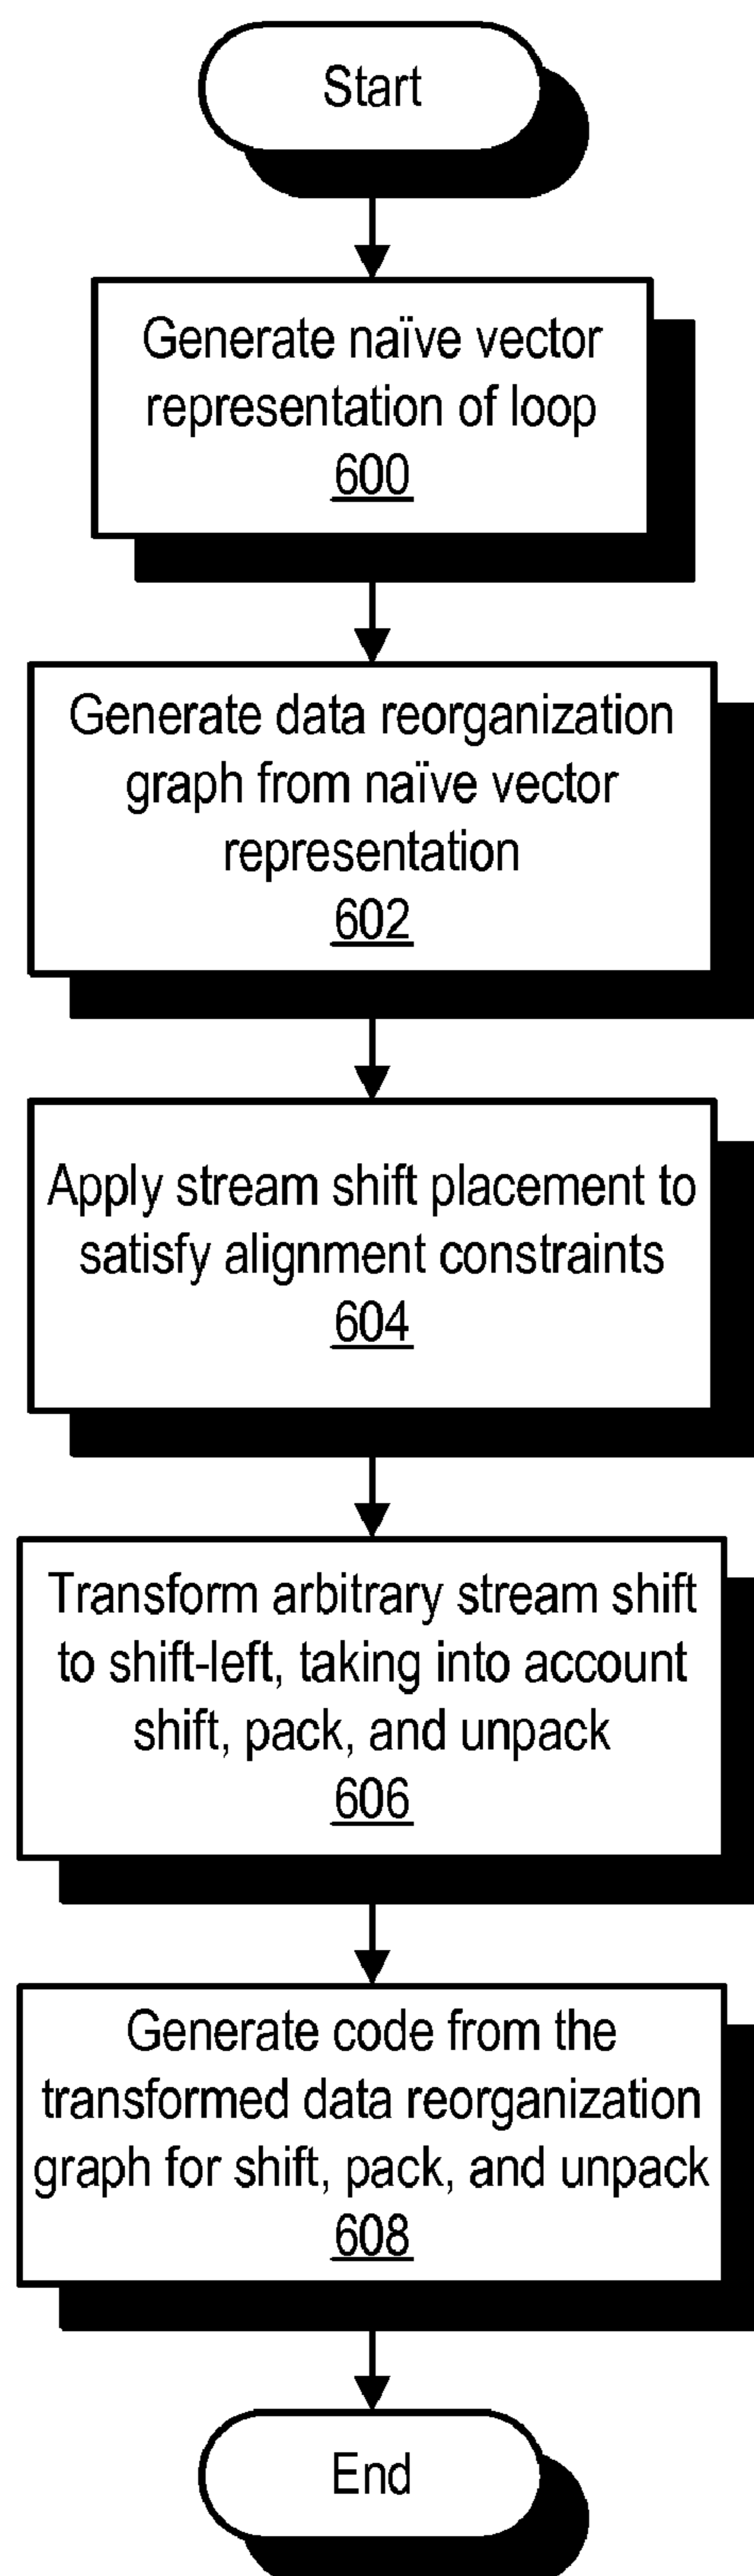 Start
Generate naïve vector
representation of loop
600
Generate data reorganization
graph from naïve vector
representation
602
Apply stream shift placement to
satisfy alignment constraints
604
Transform arbitrary stream shift
to shift-left, taking into account
shift, pack, and unpack
606
Generate code from the
transformed data reorganization
graph for shift, pack, and unpack
608
End